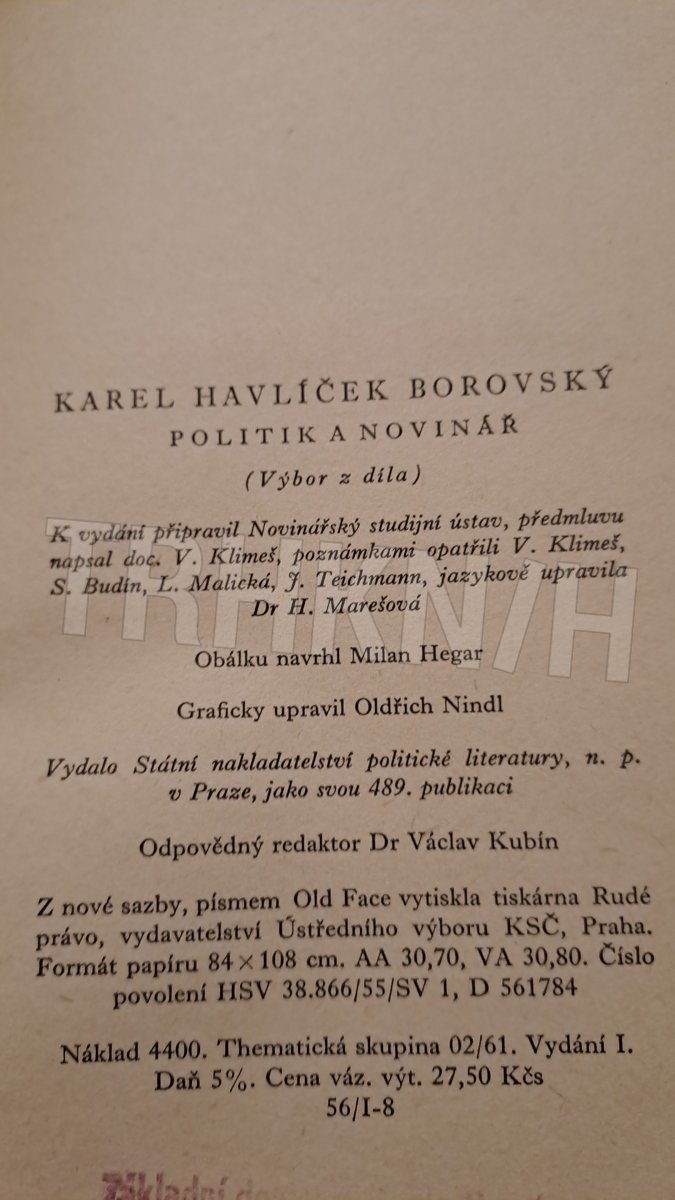 KAREL HAVLÍČEK BOROVSKÝ
POLITIK A NOVINÁŘ
(Výbor z díla)
K vydání připravil Novinářský studijní ústav, předmluvu
napsal doc. V. Klimeš, poznámkami opatřili V. Klimeš,
S. Budín, L. Malická, J. Teichmann, jazykově upravila
Dr H. Marešová
Obálku navrhl Milan Hegar
Graficky upravil Oldřich Nindl
Vydalo Státní nakladatelství politické literatury, n. p.
v Praze, jako svou 489. publikaci
Odpovědný redaktor Dr Václav Kubín
Z nové sazby, písmem Old Face vytiskla tiskárna Rudé
právo, vydavatelství Ústředního výboru KSČ, Praha.
Formát papíru 84×108 cm. AA 30,70, VA 30,80. Číslo
povolení HSV 38.866/55/SV 1, D 561784
Náklad 4400. Thematická skupina 02/61. Vydání I.
Daň 5%. Cena váz. výt. 27,50 Kčs
56/I-8
Základní